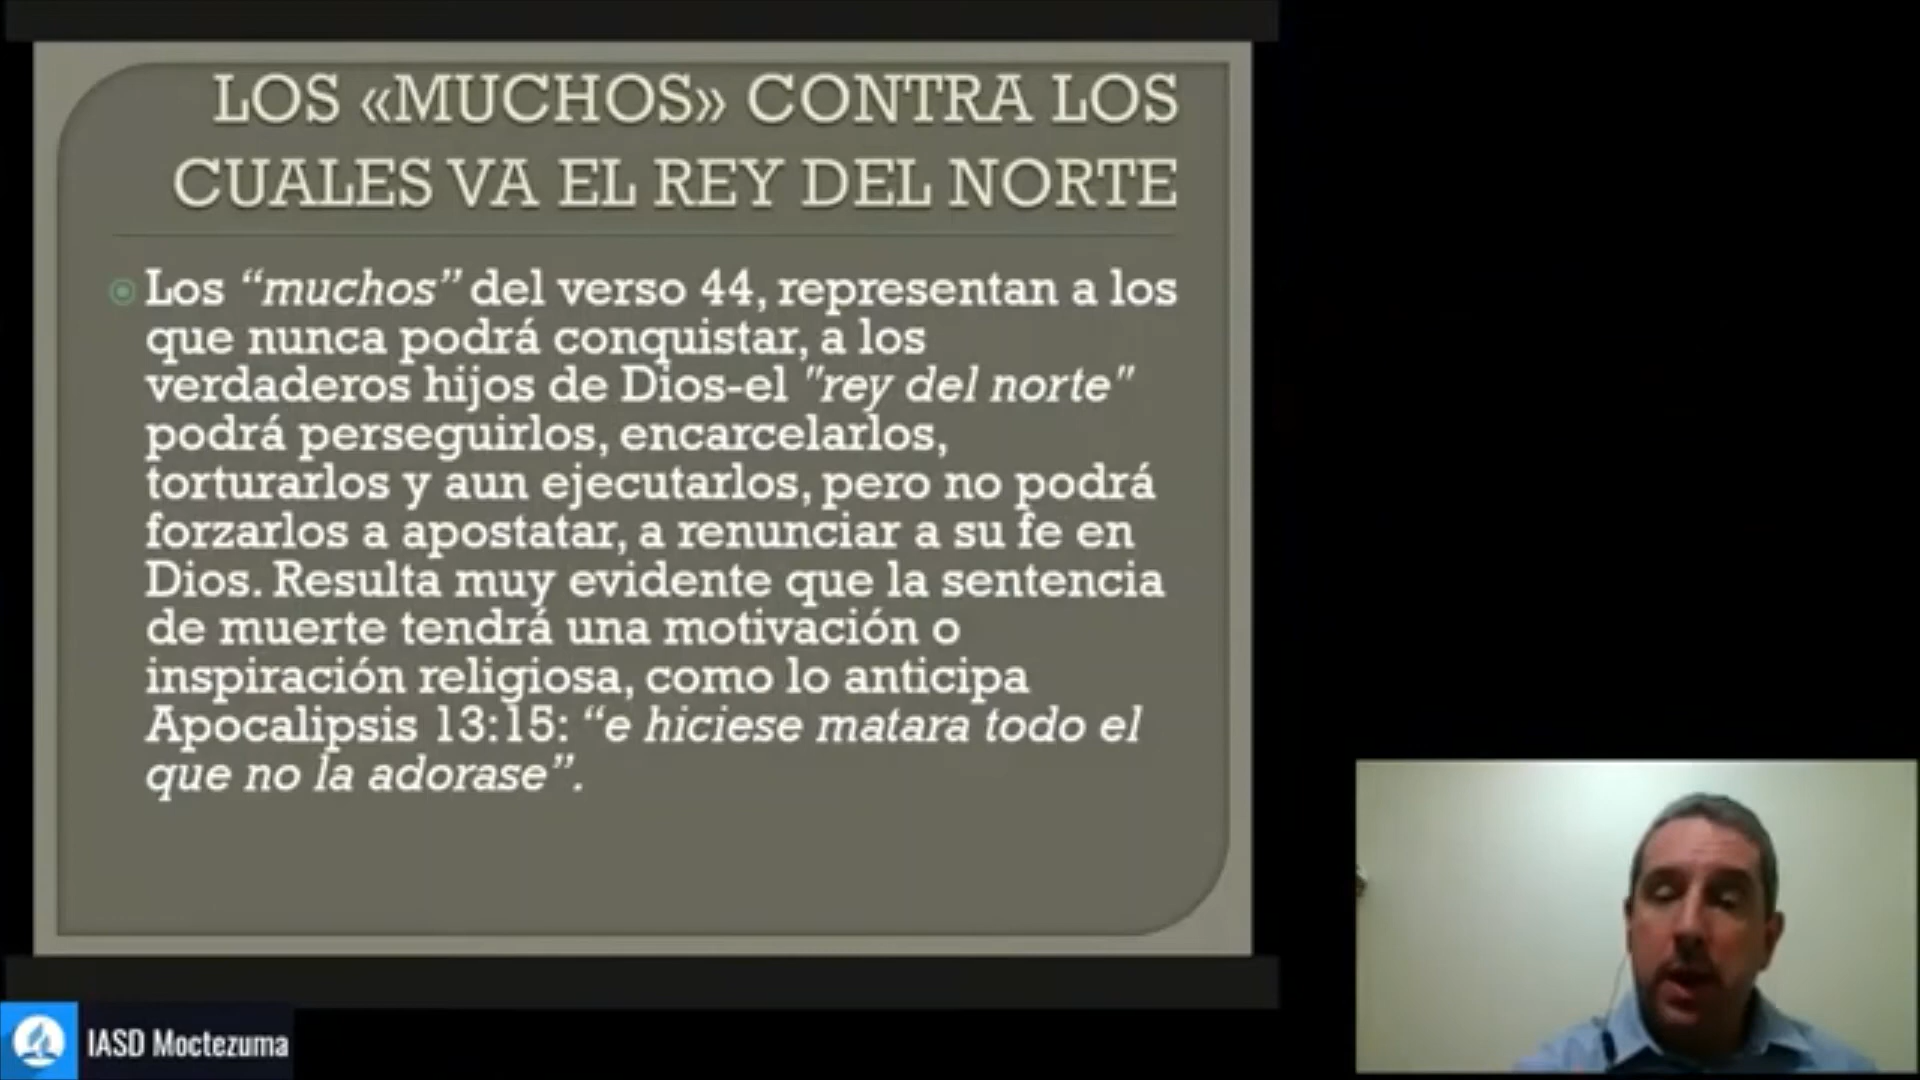 LOS «MUCHOS» CONTRA LOS
CUALES VA EL REY DEL NORTE
Los “muchos” del verso 44, representan a los
que nunca podrá conquistar, a los
verdaderos hijos de Dios-el "rey del norte"
podrá perseguirlos, encarcelarlos,
torturarlos y aun ejecutarlos, pero no podrá
forzarlos a apostatar, a renunciar a su fe en
Dios. Resulta muy evidente que la sentencia
de muerte tendrá una motivación o
inspiración religiosa, como lo anticipa
Apocalipsis 13:15: “e hiciese matara todo el
que no la adorase”.
IASD Moctezuma